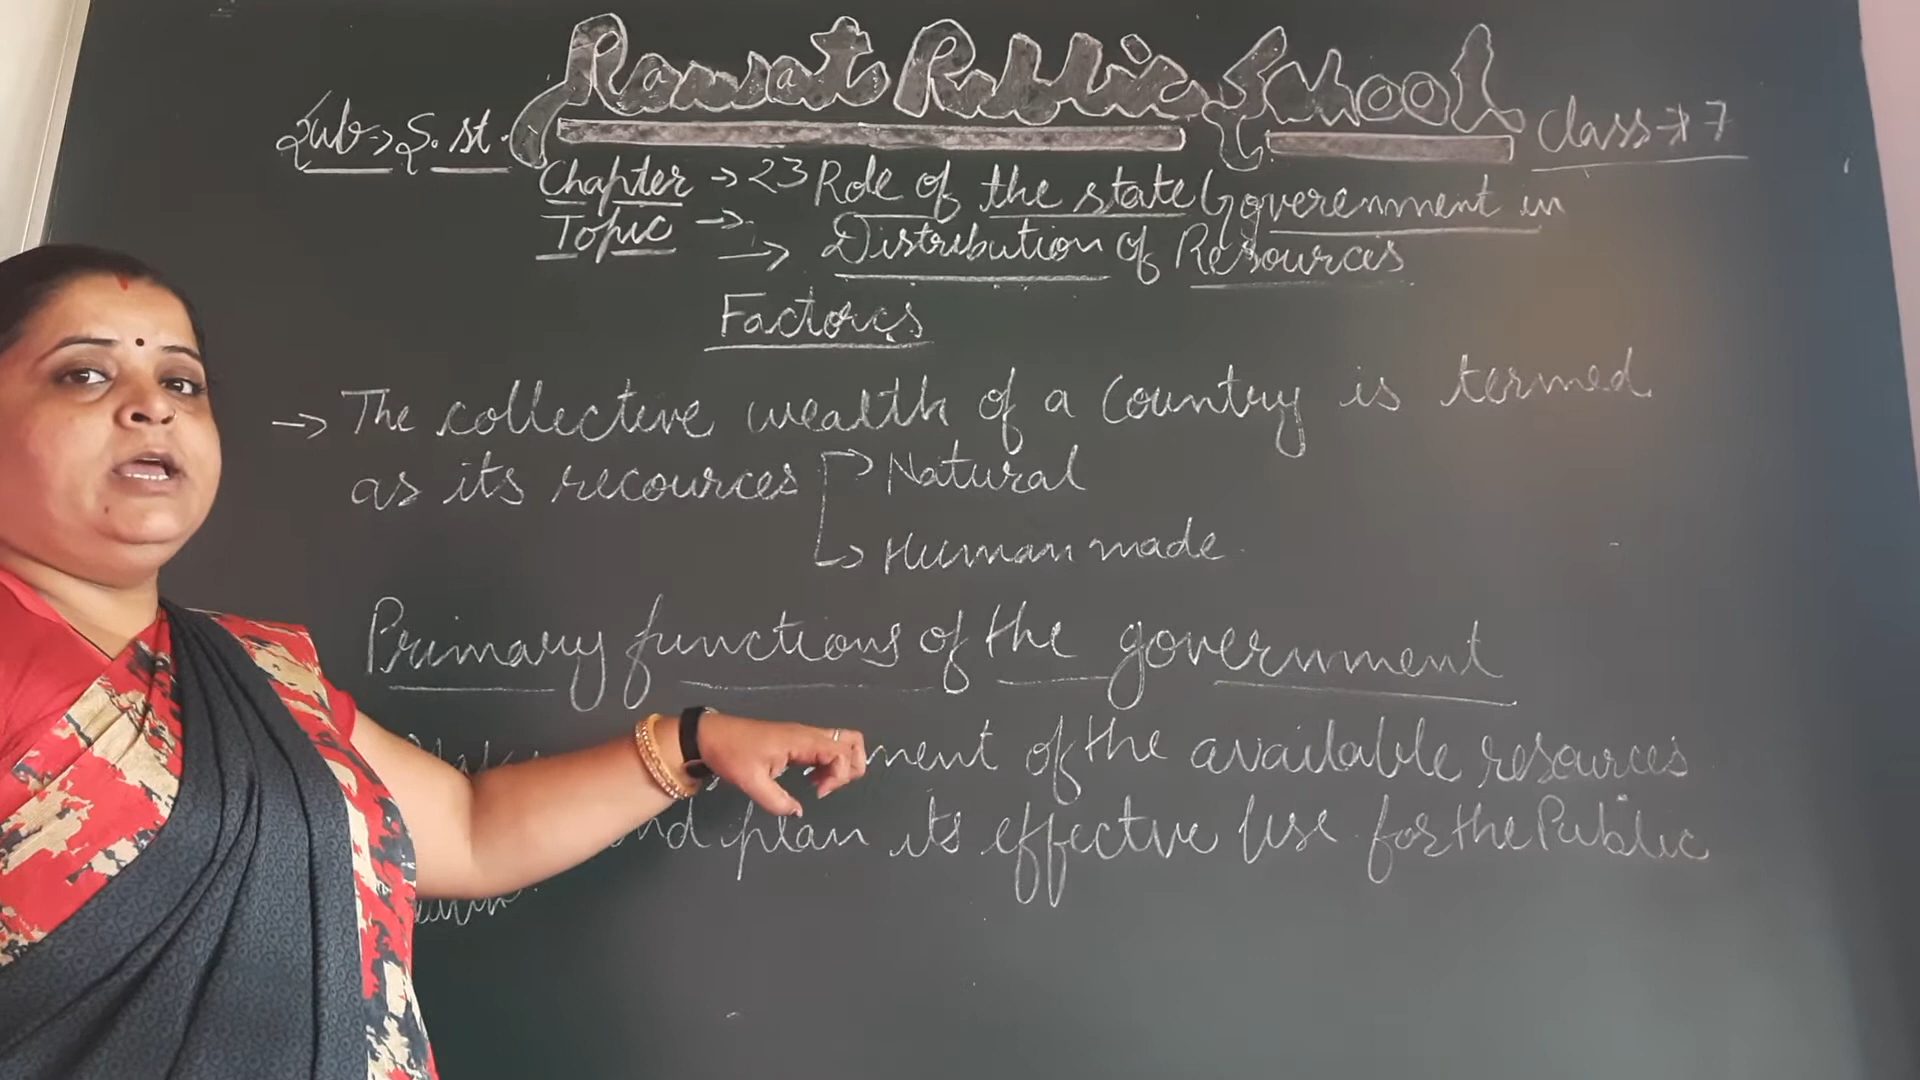 Ramsat Public School
Sub → S.st.
Class → 7
Chapter → 23 Role of the state Goverenment in
Topic →
→ Distribution of Resources
Factors
→ The collective wealth of a Country is termed
as its recources → Natural
→ Human made
Primary functions of the government
of the available resources
plan its effective use for the Public